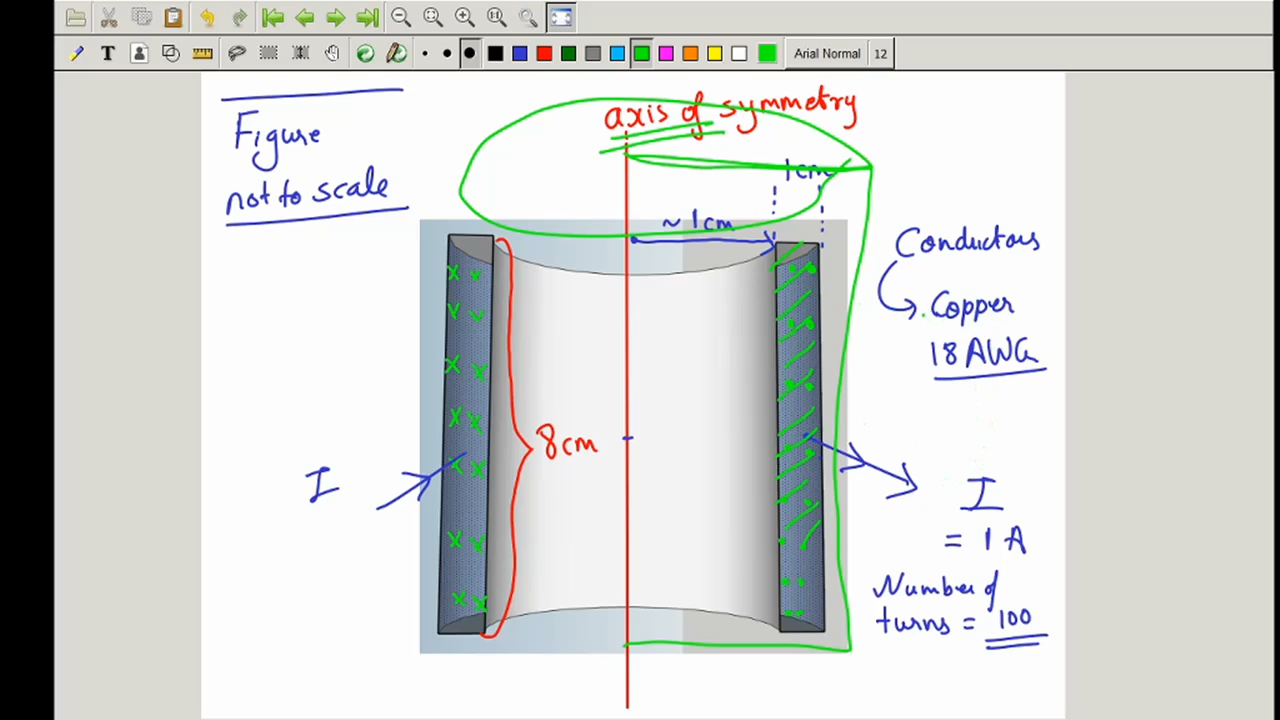 Arial Normal 12
Figure
not to scale
axis of symmetry
1cm
~ 1cm
Conductors
Copper
18 AWG
8cm
I
I
= 1 A
Number of
turns = 100